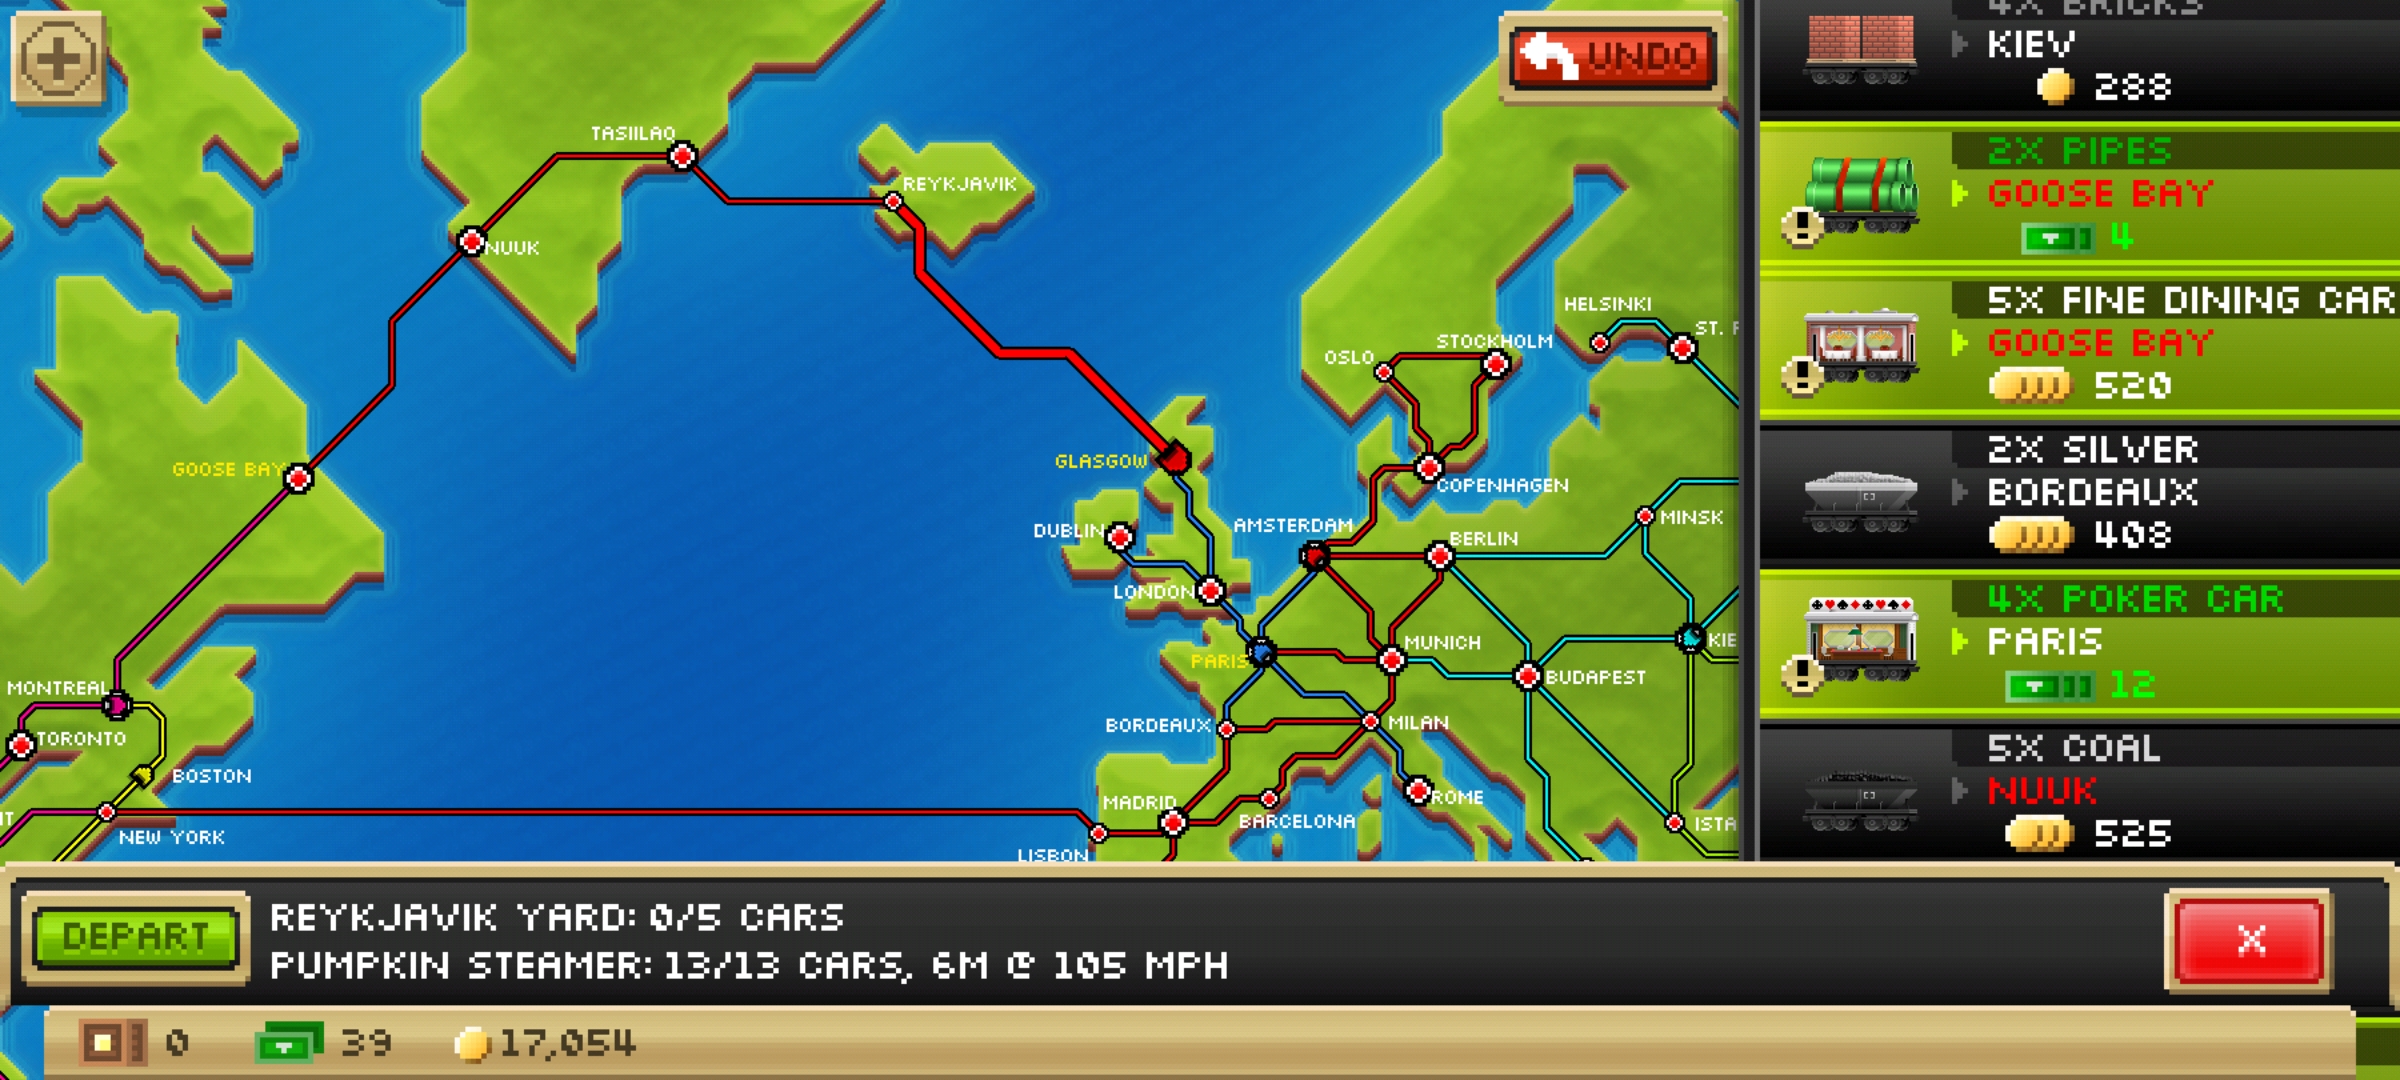 UNDO
TASIILAQ
REYKJAVIK
NUUK
HELSINKI
STOCKHOLM
OSLO
GOOSE BAY
GLASGOW
COPENHAGEN
DUBLIN
AMSTERDAM
BERLIN
MINSK
LONDON
MUNICH
PARIS
BUDAPEST
MONTREAL
TORONTO
BORDEAUX
MILAN
BOSTON
MADRID
ROME
BARCELONA
NEW YORK
LISBON
4X BRICKS
KIEV
288
2X PIPES
GOOSE BAY
4
5X FINE DINING CAR
GOOSE BAY
520
2X SILVER
BORDEAUX
408
4X POKER CAR
PARIS
12
5X COAL
NUUK
525
DEPART
REYKJAVIK YARD: 0/5 CARS
PUMPKIN STEAMER: 13/13 CARS, 6M @ 105 MPH
X
0
39
17,054